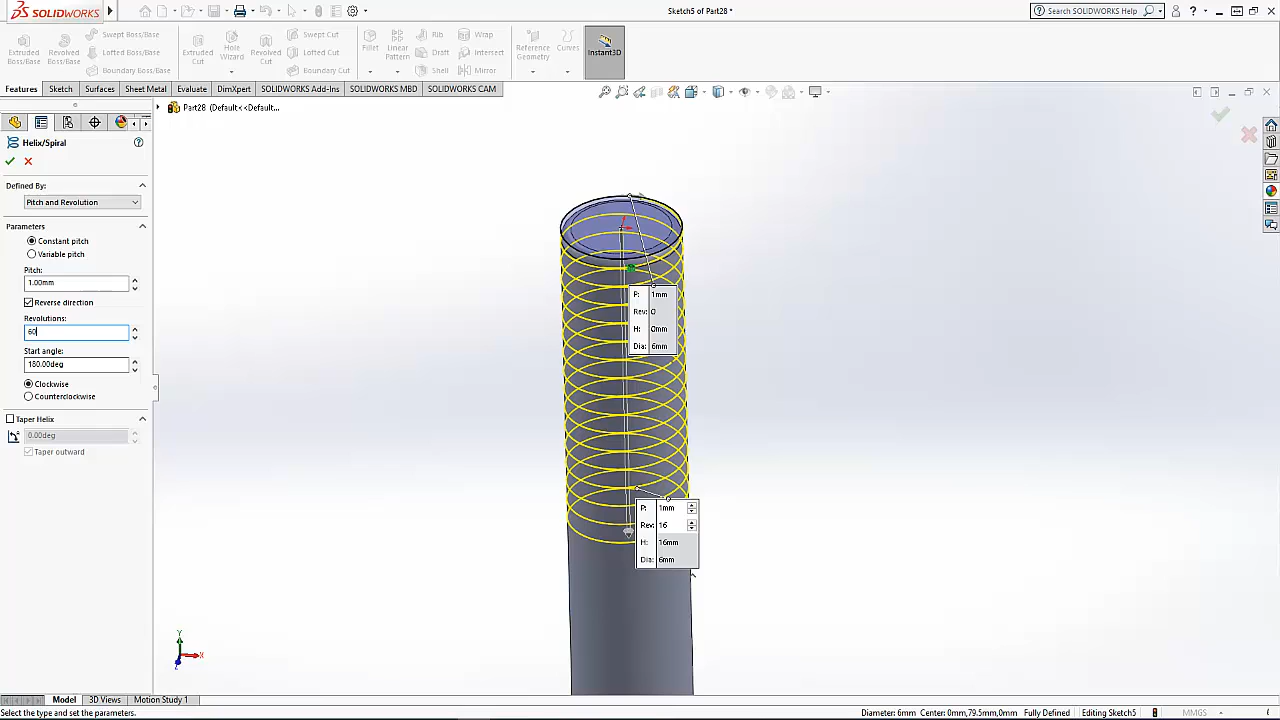 SOLIDWORKS
Sketch5 of Part28 *
Search SOLIDWORKS Help
Extruded Boss/Base
Revolved Boss/Base
Swept Boss/Base
Lofted Boss/Base
Boundary Boss/Base
Extruded Cut
Hole Wizard
Revolved Cut
Swept Cut
Lofted Cut
Boundary Cut
Fillet
Linear Pattern
Rib
Draft
Shell
Wrap
Intersect
Mirror
Reference Geometry
Curves
Instant3D
Features
Sketch
Surfaces
Sheet Metal
Evaluate
DimXpert
SOLIDWORKS Add-Ins
SOLIDWORKS MBD
SOLIDWORKS CAM
Part28 (Default<<Default...
Helix/Spiral
Defined By:
Pitch and Revolution
Parameters
Constant pitch
Variable pitch
Pitch:
1.00mm
Reverse direction
Revolutions:
60
Start angle:
180.00deg
Clockwise
Counterclockwise
Taper Helix
0.00deg
Taper outward
P: 1mm
Rev: 0
H: 0mm
Dia: 6mm
P: 1mm
Rev: 16
H: 16mm
Dia: 6mm
Y
X
Z
Model
3D Views
Motion Study 1
Select the type and set the parameters.
Diameter: 6mm Center: 0mm,79.5mm,0mm
Fully Defined
Editing Sketch5
MMGS